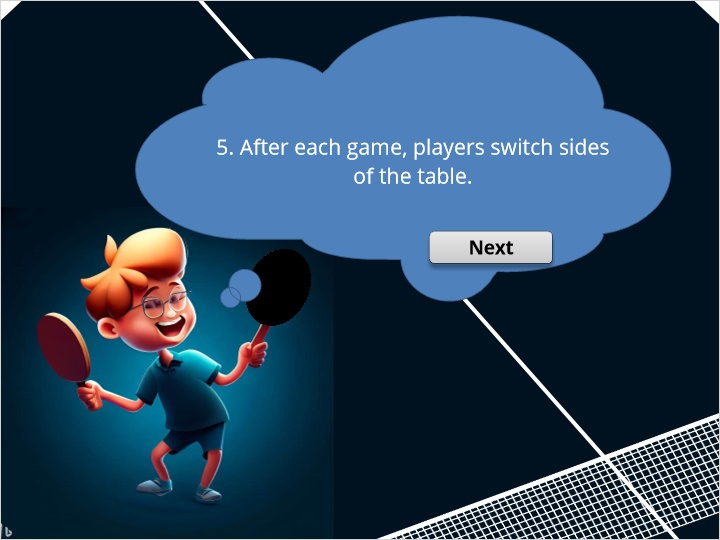 5. After each game, players switch sides
of the table.
Next